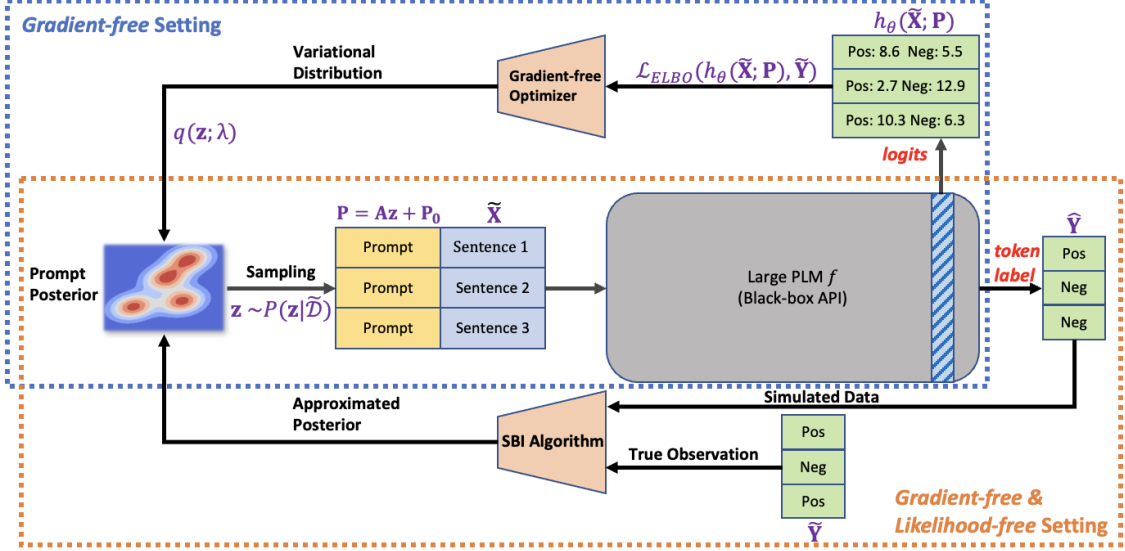 Gradient-free Setting
h_θ(X̃; P)
Pos: 8.6 Neg: 5.5
Pos: 2.7 Neg: 12.9
Pos: 10.3 Neg: 6.3
Variational
Distribution
Gradient-free
Optimizer
ℒ_ELBO(h_θ(X̃; P), Ỹ)
q(z; λ)
logits
P = Az + P₀
X̃
Prompt
Posterior
Sampling
z ~P(z|𝒟̃)
Prompt Sentence 1
Prompt Sentence 2
Prompt Sentence 3
Large PLM f
(Black-box API)
token
label
Ŷ
Pos
Neg
Neg
Approximated
Posterior
SBI Algorithm
Simulated Data
True Observation
Pos
Neg
Pos
Ỹ
Gradient-free &
Likelihood-free Setting